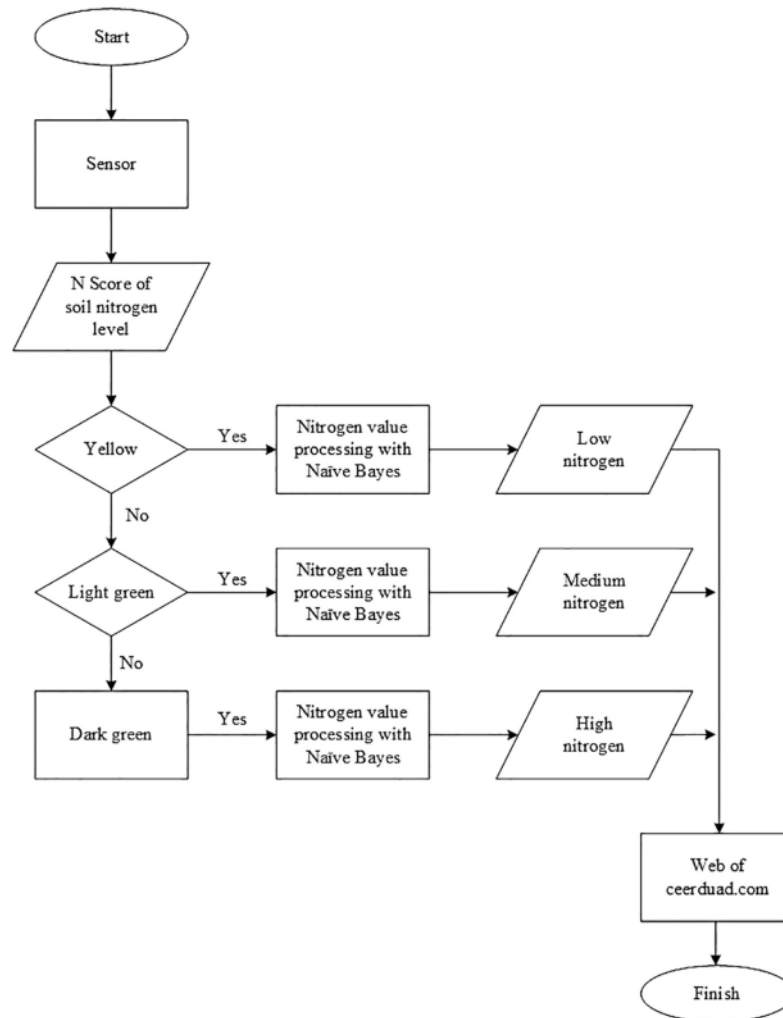 Start
Sensor
N Score of
soil nitrogen
level
Yellow
Yes
Nitrogen value
processing with
Naïve Bayes
Low
nitrogen
No
Light green
Yes
Nitrogen value
processing with
Naïve Bayes
Medium
nitrogen
No
Dark green
Yes
Nitrogen value
processing with
Naïve Bayes
High
nitrogen
Web of
ceerduad.com
Finish